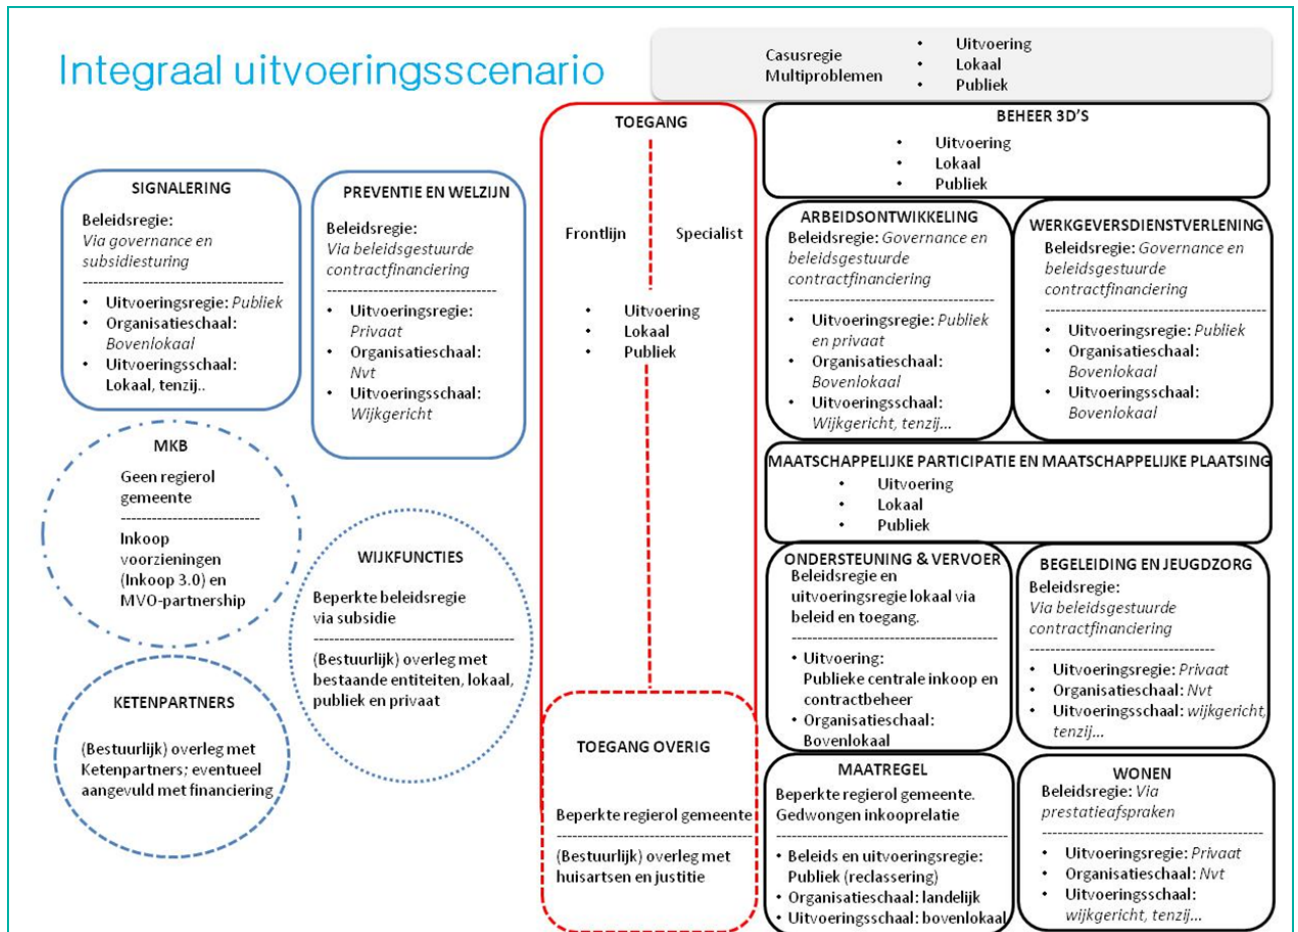 Integraal uitvoeringsscenario
Casusregie
Multiproblemen
• Uitvoering
• Lokaal
• Publiek
SIGNALERING
Beleidsregie:
Via governance en
subsidiesturing
• Uitvoeringsregie: Publiek
• Organisatieschaal:
Bovenlokaal
• Uitvoeringsschaal:
Lokaal, tenzij..
PREVENTIE EN WELZIJN
Beleidsregie:
Via beleidsgestuurde
contractfinanciering
• Uitvoeringsregie:
Privaat
• Organisatieschaal:
Nvt
• Uitvoeringsschaal:
Wijkgericht
MKB
Geen regierol
gemeente
Inkoop
voorzieningen
(Inkoop 3.0) en
MVO-partnership
WIJKFUNCTIES
Beperkte beleidsregie
via subsidie
(Bestuurlijk) overleg met
bestaande entiteiten, lokaal,
publiek en privaat
KETENPARTNERS
(Bestuurlijk) overleg met
Ketenpartners; eventueel
aangevuld met financiering
TOEGANG
Frontlijn
Specialist
• Uitvoering
• Lokaal
• Publiek
TOEGANG OVERIG
Beperkte regierol gemeente
(Bestuurlijk) overleg met
huisartsen en justitie
BEHEER 3D'S
• Uitvoering
• Lokaal
• Publiek
ARBEIDSONTWIKKELING
Beleidsregie: Governance en
beleidsgestuurde
contractfinanciering
• Uitvoeringsregie: Publiek
en privaat
• Organisatieschaal:
Bovenlokaal
• Uitvoeringsschaal:
Wijkgericht, tenzij...
WERKGEVERSDIENSTVERLENING
Beleidsregie: Governance en
beleidsgestuurde
contractfinanciering
• Uitvoeringsregie: Publiek
• Organisatieschaal:
Bovenlokaal
• Uitvoeringsschaal:
Bovenlokaal
MAATSCHAPPELIJKE PARTICIPATIE EN MAATSCHAPPELIJKE PLAATSING
• Uitvoering
• Lokaal
• Publiek
ONDERSTEUNING & VERVOER
Beleidsregie en
uitvoeringsregie lokaal via
beleid en toegang.
• Uitvoering:
Publieke centrale inkoop en
contractbeheer
• Organisatieschaal:
Bovenlokaal
BEGELEIDING EN JEUGDZORG
Beleidsregie:
Via beleidsgestuurde
contractfinanciering
• Uitvoeringsregie: Privaat
• Organisatieschaal: Nvt
• Uitvoeringsschaal: wijkgericht,
tenzij...
MAATREGEL
Beperkte regierol gemeente.
Gedwongen inkooprelatie
• Beleids en uitvoeringsregie:
Publiek (reclassering)
• Organisatieschaal: landelijk
• Uitvoeringsschaal: bovenlokaal
WONEN
Beleidsregie: Via
prestatieafspraken
• Uitvoeringsregie: Privaat
• Organisatieschaal: Nvt
• Uitvoeringsschaal:
wijkgericht, tenzij...